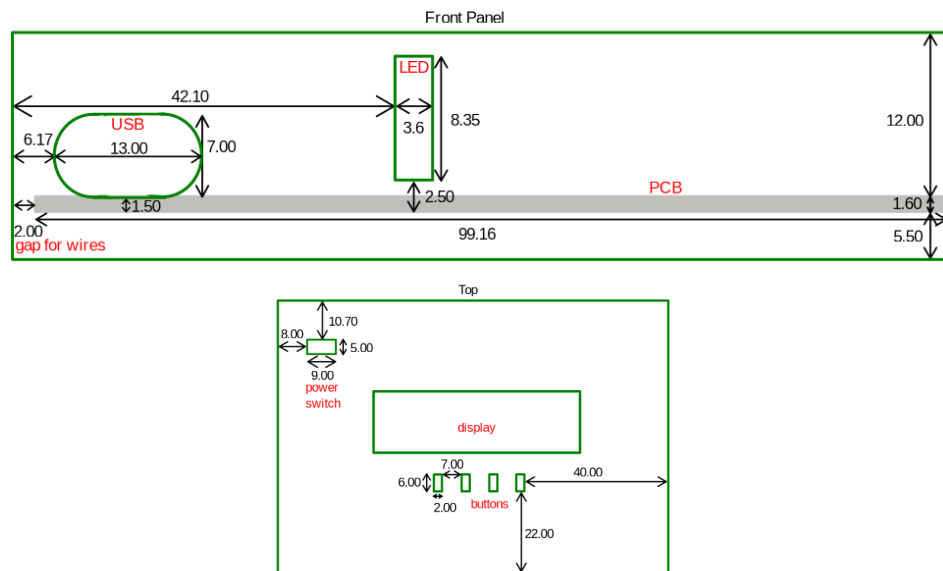 Front Panel
LED
42.10
8.35
12.00
3.6
USB
6.17
13.00
7.00
PCB
2.50
1.50
1.60
2.00
99.16
5.50
gap for wires
Top
10.70
8.00
5.00
9.00
power
switch
display
7.00
40.00
6.00
2.00
buttons
22.00